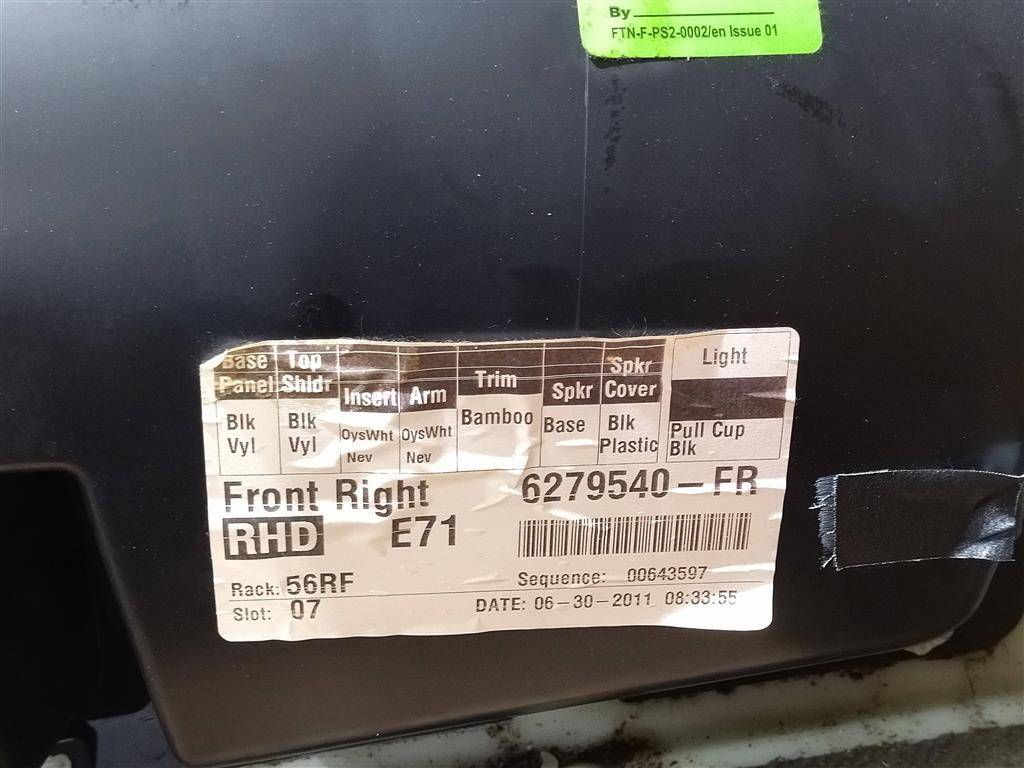 By
FTN-F-PS2-0002/en Issue 01
Base Panel Top Shldr Insert Arm Trim Spkr Spkr Cover Light
Blk Vyl Blk Vyl OysWht Nev OysWht Nev Bamboo Base Blk Plastic Pull Cup Blk
Front Right 6279540-FR
RHD E71
Rack: 56RF Sequence: 00643597
Slot: 07 DATE: 06-30-2011 08:33:55